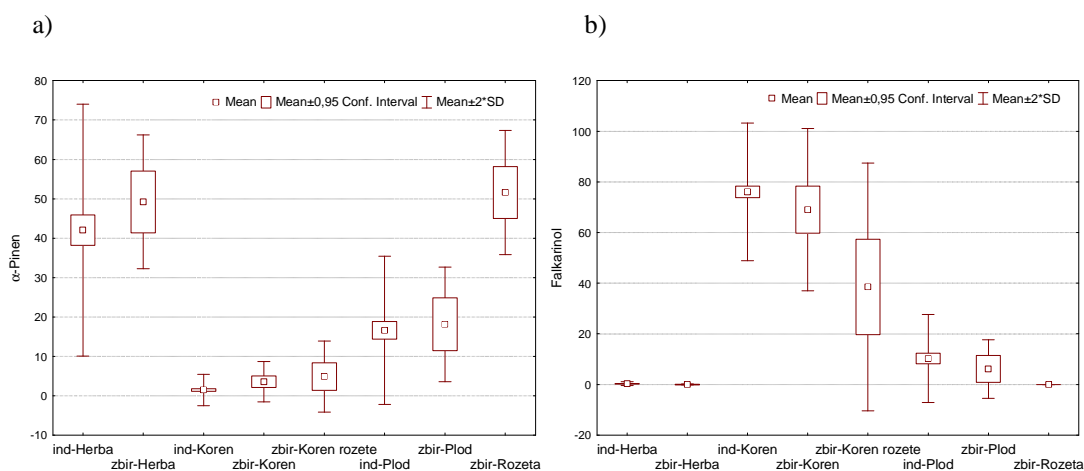 a)
b)
80
70
60
50
40
30
20
10
0
-10
α-Pinen
Mean Mean±0,95 Conf. Interval Mean±2*SD
ind-Herba ind-Koren zbir-Koren rozete zbir-Plod
zbir-Herba zbir-Koren ind-Plod zbir-Rozeta
120
100
80
60
40
20
0
-20
Falkarinol
Mean Mean±0,95 Conf. Interval Mean±2*SD
ind-Herba ind-Koren zbir-Koren rozete zbir-Plod
zbir-Herba zbir-Koren ind-Plod zbir-Rozeta